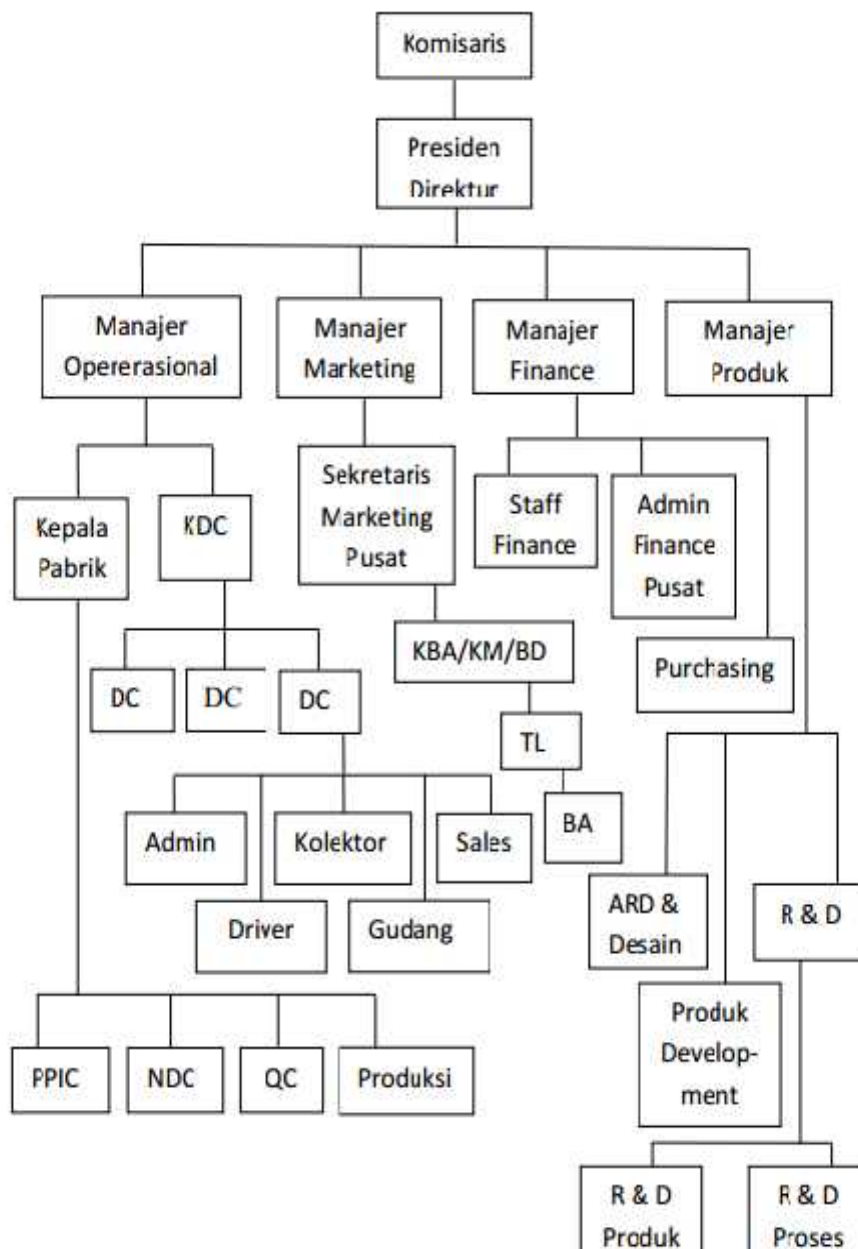 Komisaris
Presiden
Direktur
Manajer
Opererasional
Manajer
Marketing
Manajer
Finance
Manajer
Produk
Kepala
Pabrik
KDC
Sekretaris
Marketing
Pusat
Staff
Finance
Admin
Finance
Pusat
KBA/KM/BD
Purchasing
DC
DC
DC
TL
BA
Admin
Kolektor
Sales
Driver
Gudang
ARD &
Desain
R & D
Produk
Develop-
ment
PPIC
NDC
QC
Produksi
R & D
Produk
R & D
Proses